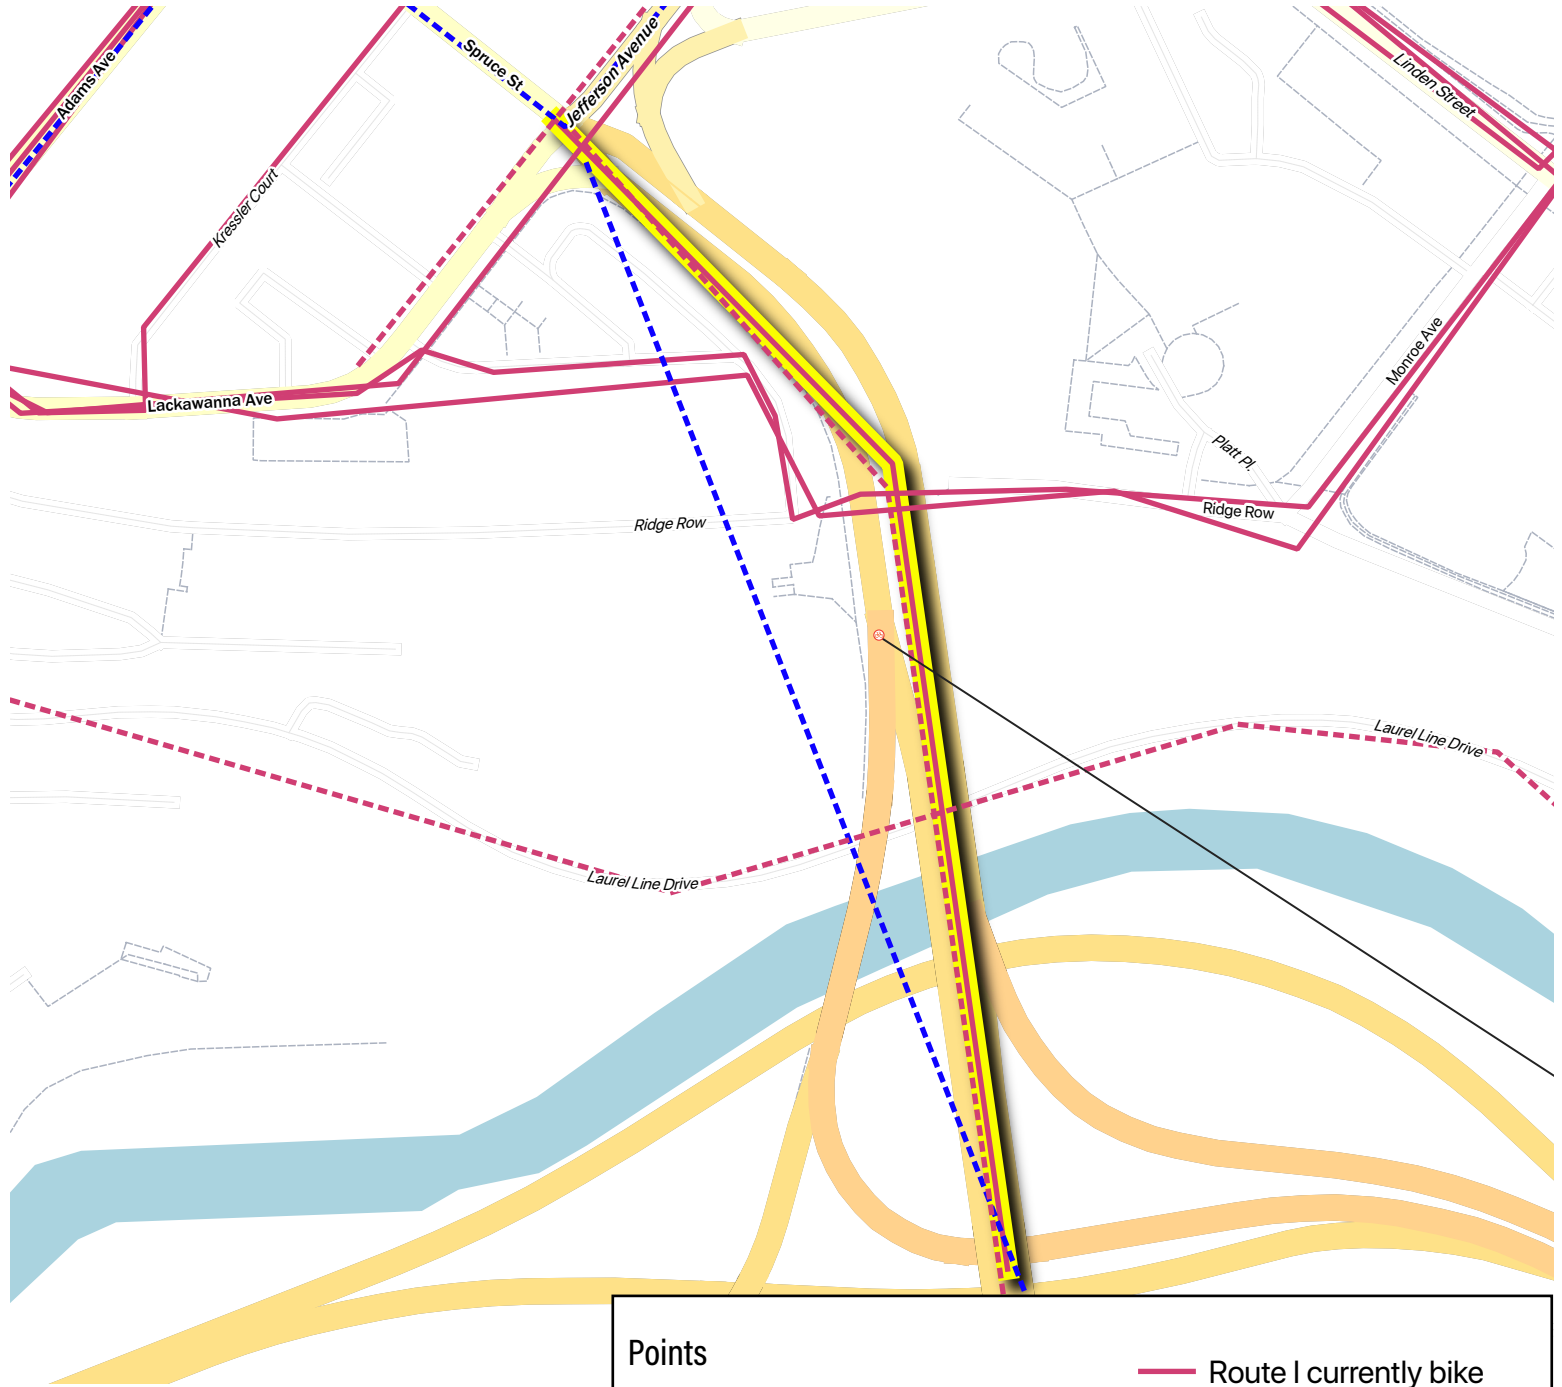 Adams Ave
Spruce St
Jefferson Avenue
Linden Street
Kressler Court
Monroe Ave
Lackawanna Ave
Platt Pl.
Ridge Row
Ridge Row
Laurel Line Drive
Laurel Line Drive
Points
Route I currently bike